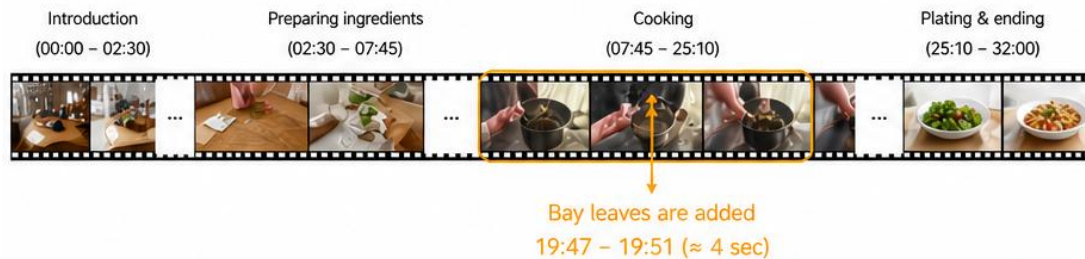 Introduction
(00:00 – 02:30)
Preparing ingredients
(02:30 – 07:45)
Cooking
(07:45 – 25:10)
Plating & ending
(25:10 – 32:00)
...
...
...
Bay leaves are added
19:47 – 19:51 (≈ 4 sec)